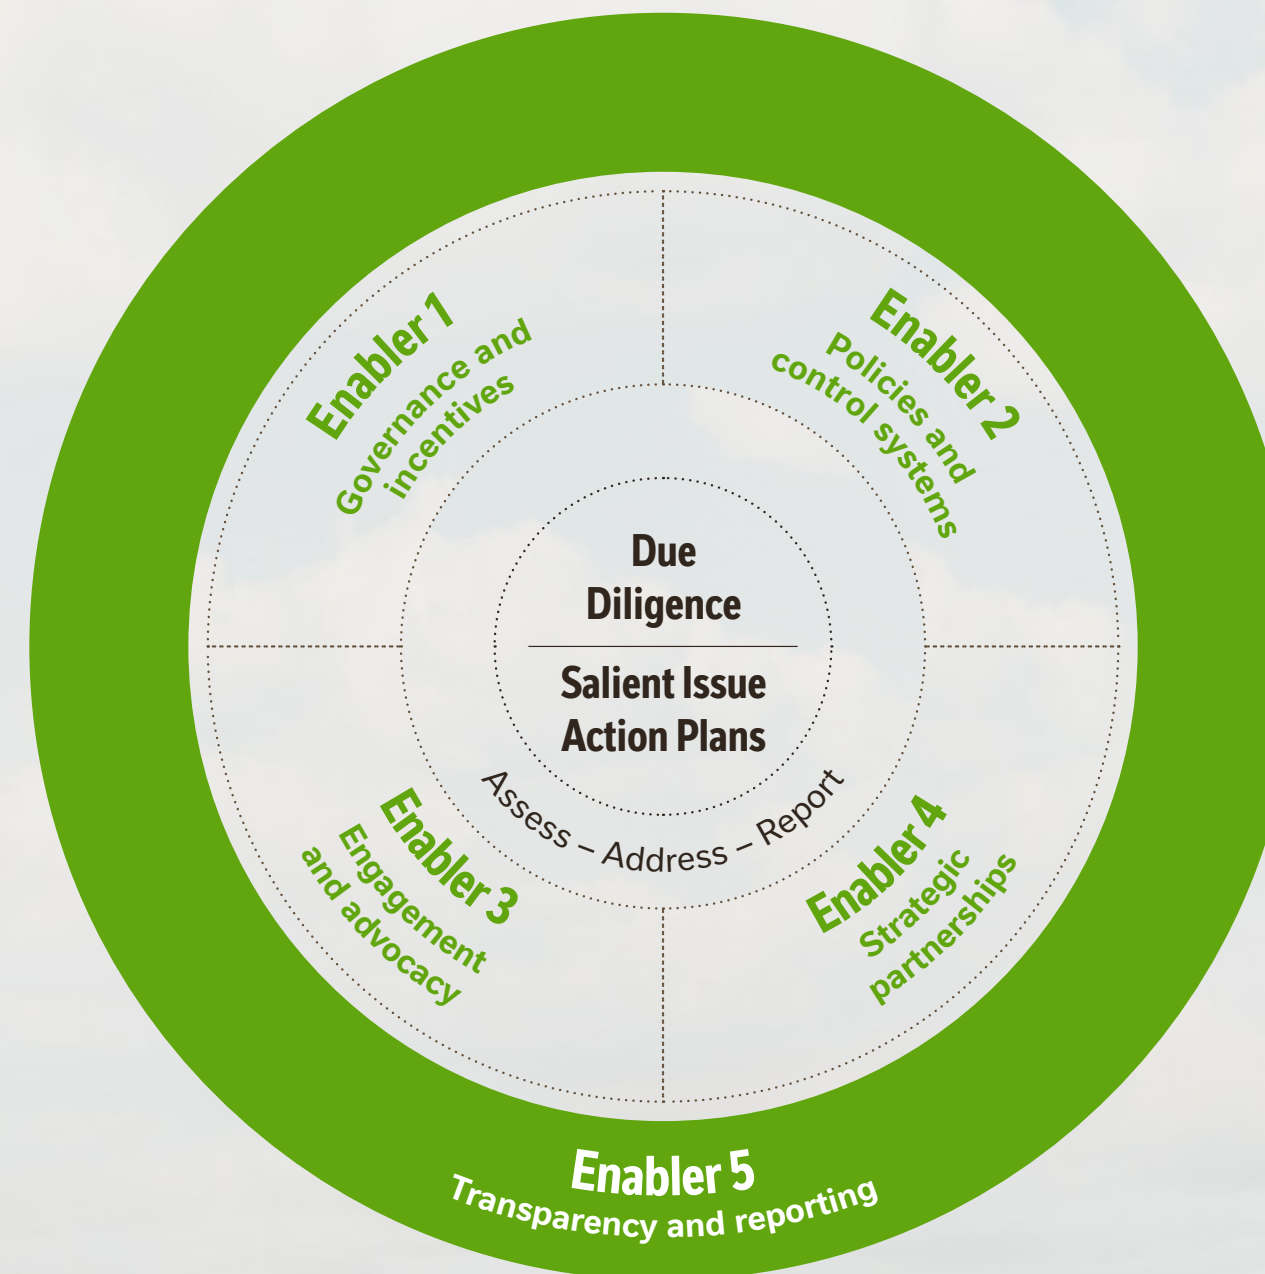 Enabler 1
Governance and
incentives
Enabler 2
Policies and
control systems
Due
Diligence
Salient Issue
Action Plans
Assess – Address – Report
Enabler 3
Engagement
and advocacy
Enabler 4
Strategic
partnerships
Enabler 5
Transparency and reporting